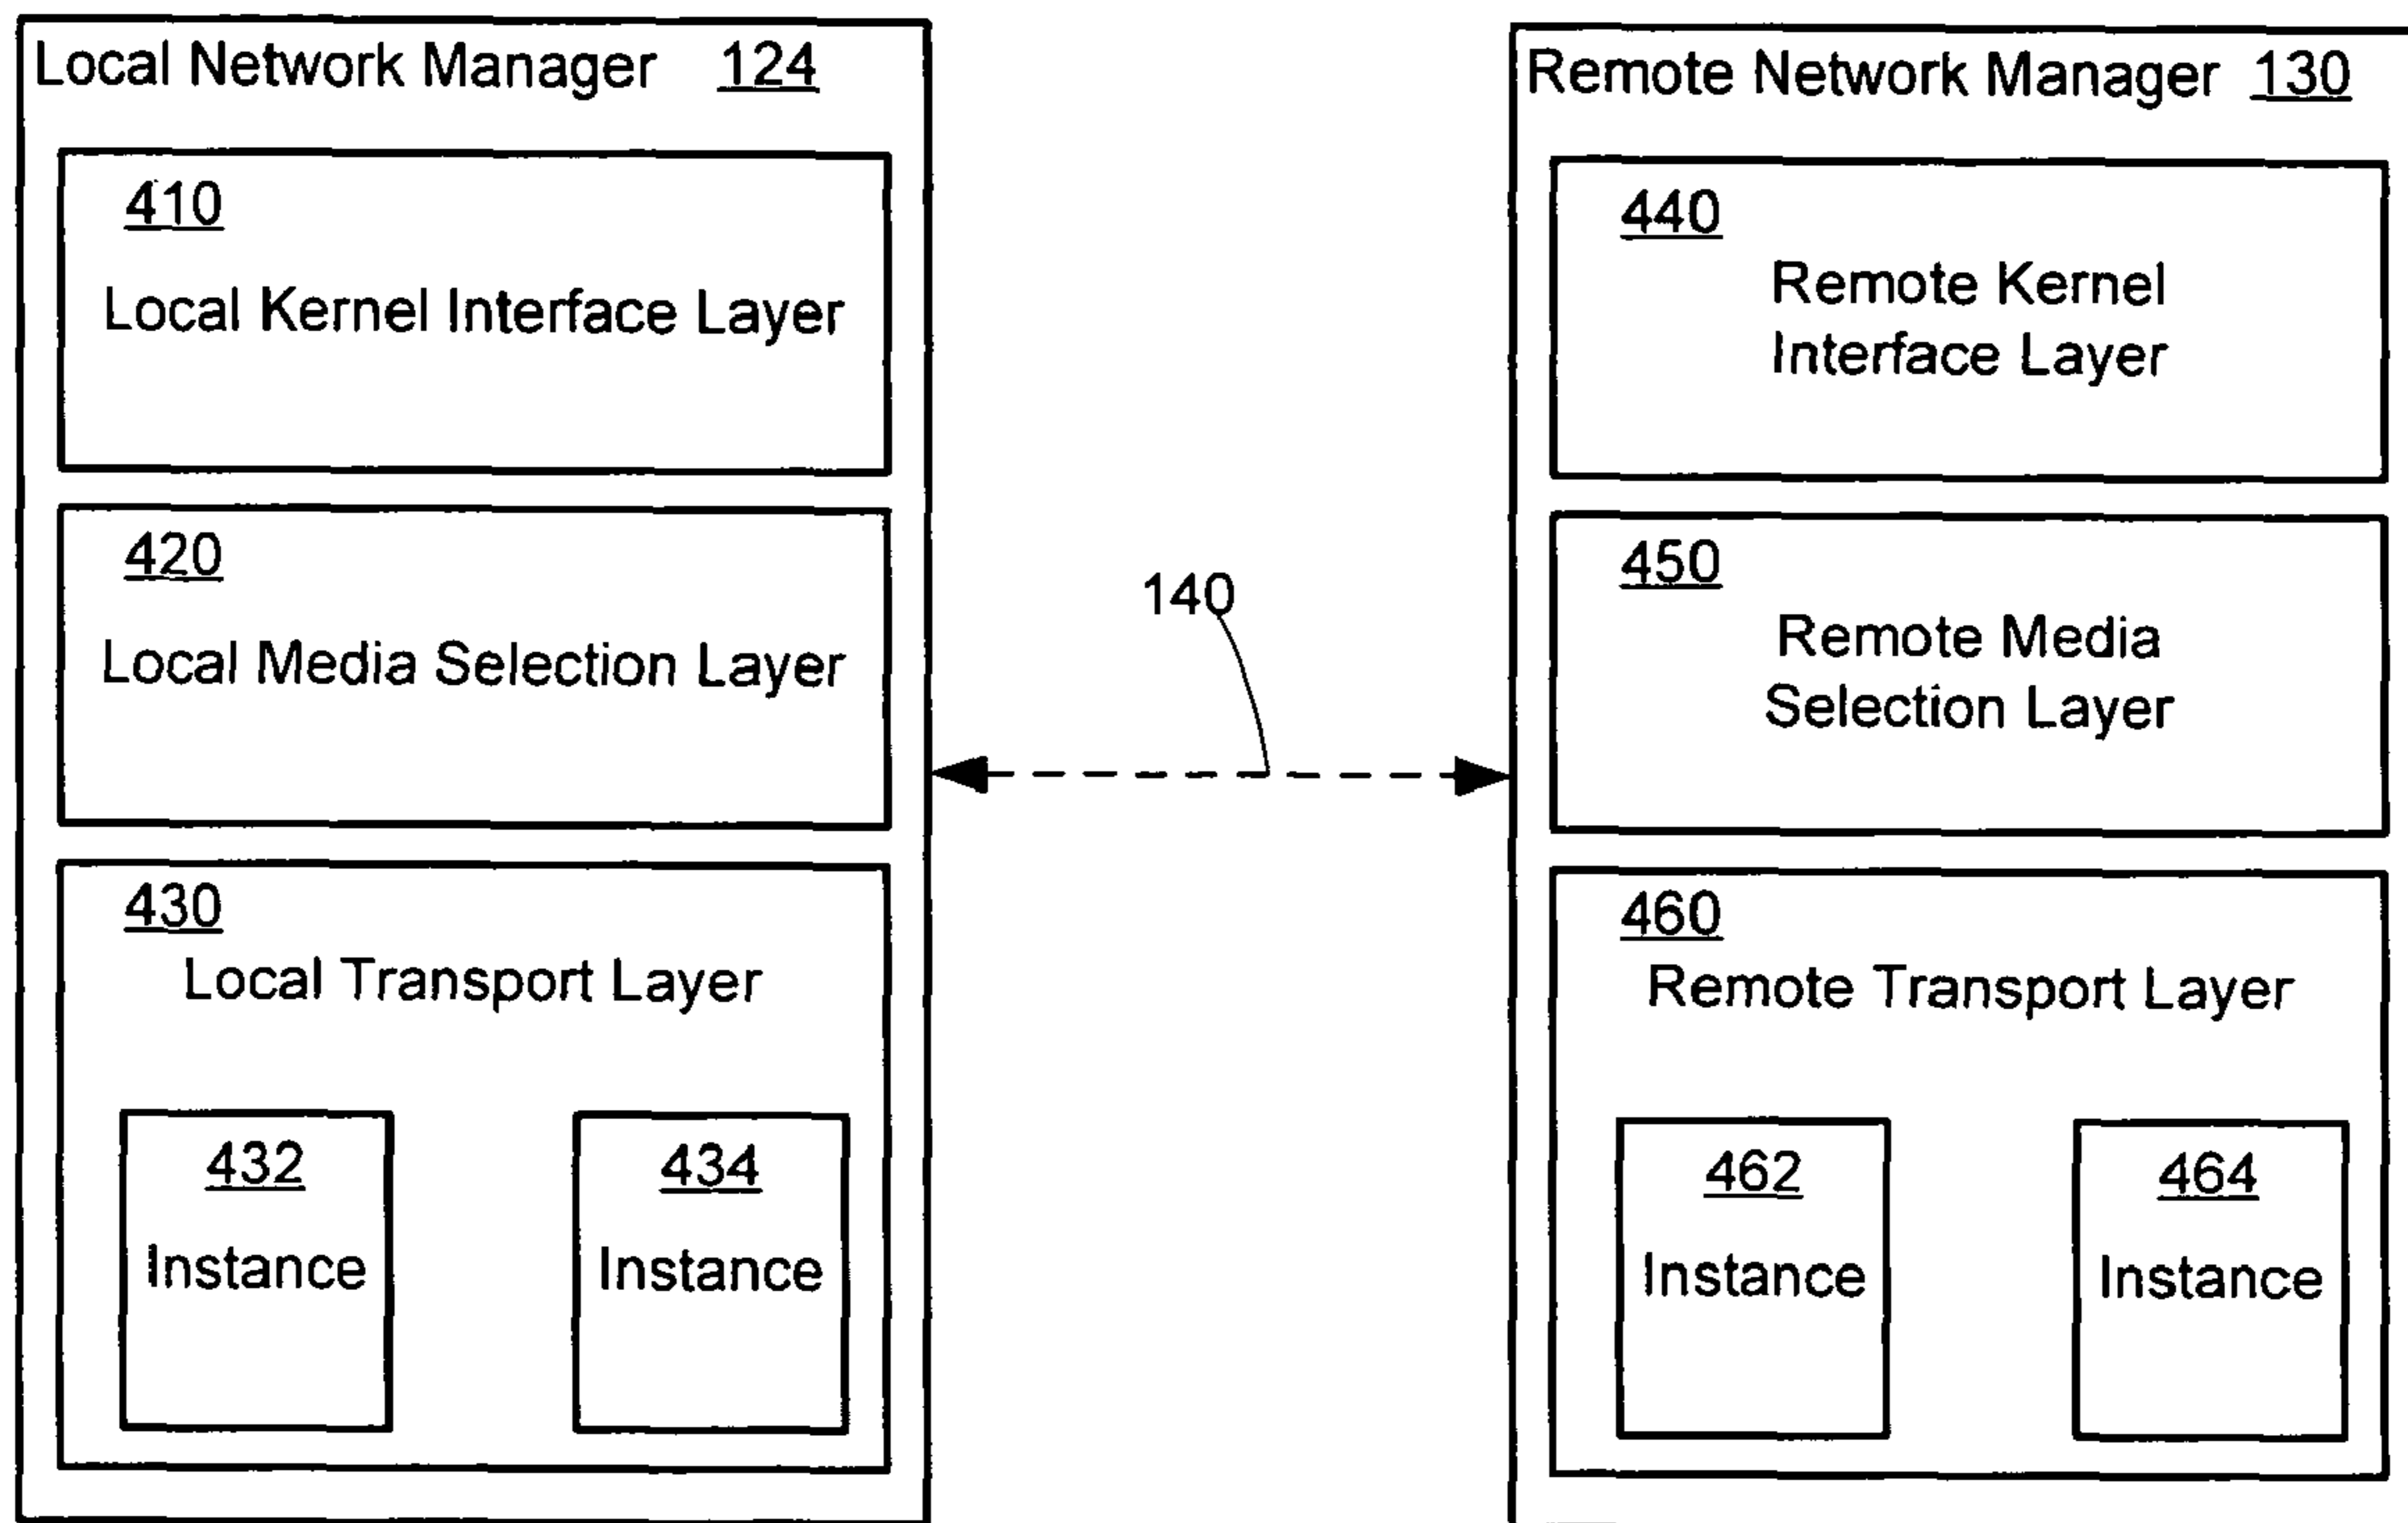 Local Network Manager 124
410
Local Kernel Interface Layer
420
Local Media Selection Layer
430
Local Transport Layer
432
Instance
434
Instance
140
Remote Network Manager 130
440
Remote Kernel
Interface Layer
450
Remote Media
Selection Layer
460
Remote Transport Layer
462
Instance
464
Instance